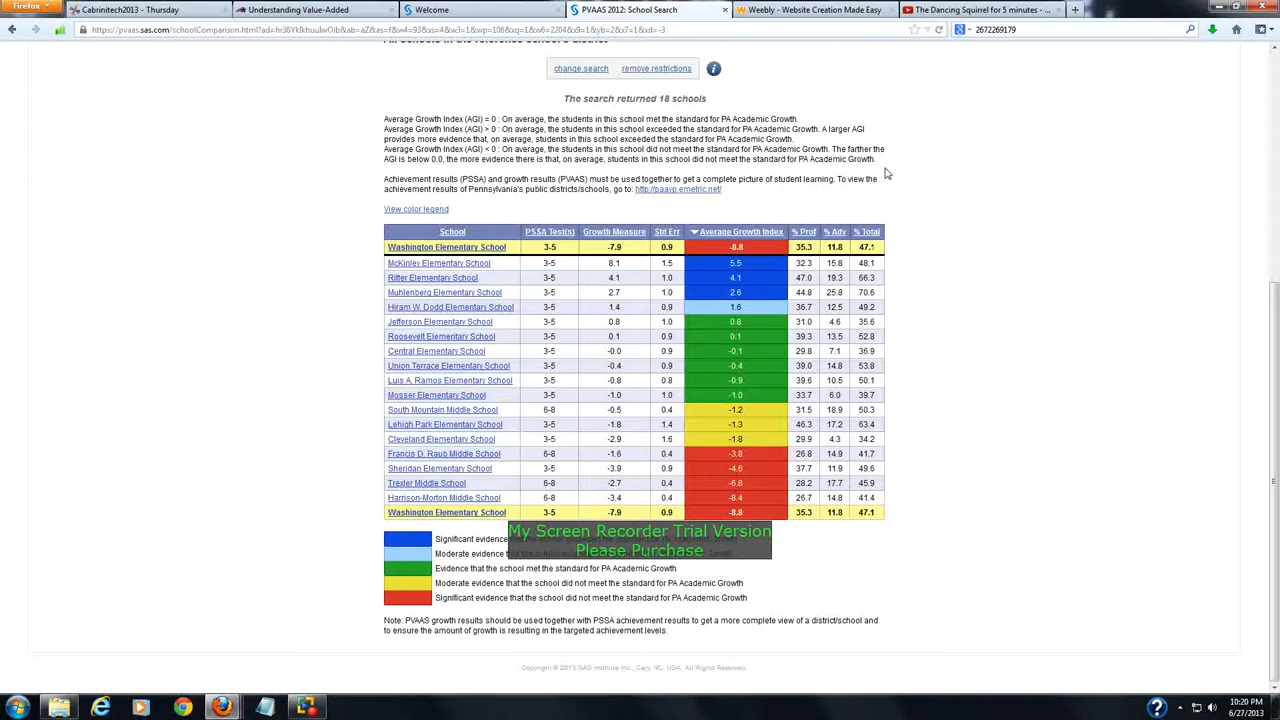 Firefox
Cabrinitech2013 - Thursday
Understanding Value-Added
Welcome
PVAAS 2012: School Search
Weebly - Website Creation Made Easy
The Dancing Squirrel for 5 minutes - ...
2672269179
All schools in the reference school's district
change search remove restrictions
The search returned 18 schools
Average Growth Index (AGI) = 0 : On average, the students in this school met the standard for PA Academic Growth.
Average Growth Index (AGI) > 0 : On average, the students in this school exceeded the standard for PA Academic Growth. A larger AGI
provides more evidence that, on average, students in this school exceeded the standard for PA Academic Growth.
Average Growth Index (AGI) < 0 : On average, the students in this school did not meet the standard for PA Academic Growth. The farther the
AGI is below 0.0, the more evidence there is that, on average, students in this school did not meet the standard for PA Academic Growth.
Achievement results (PSSA) and growth results (PVAAS) must be used together to get a complete picture of student learning. To view the
achievement results of Pennsylvania's public districts/schools, go to: http://paayp.emetric.net/
View color legend
School PSSA Test(s) Growth Measure Std Err Average Growth Index % Prof % Adv % Total
Washington Elementary School 3-5 -7.9 0.9 -8.8 35.3 11.8 47.1
McKinley Elementary School 3-5 8.1 1.5 5.5 32.3 15.8 48.1
Ritter Elementary School 3-5 4.1 1.0 4.1 47.0 19.3 66.3
Muhlenberg Elementary School 3-5 2.7 1.0 2.6 44.8 25.8 70.6
Hiram W. Dodd Elementary School 3-5 1.4 0.9 1.6 36.7 12.5 49.2
Jefferson Elementary School 3-5 0.8 1.0 0.8 31.0 4.6 35.6
Roosevelt Elementary School 3-5 0.1 0.9 0.1 39.3 13.5 52.8
Central Elementary School 3-5 -0.0 0.9 -0.1 29.8 7.1 36.9
Union Terrace Elementary School 3-5 -0.4 0.9 -0.4 39.0 14.8 53.8
Luis A. Ramos Elementary School 3-5 -0.8 0.8 -0.9 39.6 10.5 50.1
Mosser Elementary School 3-5 -1.0 1.0 -1.0 33.7 6.0 39.7
South Mountain Middle School 6-8 -0.5 0.4 -1.2 31.5 18.9 50.3
Lehigh Park Elementary School 3-5 -1.8 1.4 -1.3 46.3 17.2 63.4
Cleveland Elementary School 3-5 -2.9 1.6 -1.8 29.9 4.3 34.2
Francis D. Raub Middle School 6-8 -1.6 0.4 -3.8 26.8 14.9 41.7
Sheridan Elementary School 3-5 -3.9 0.9 -4.6 37.7 11.9 49.6
Trexler Middle School 6-8 -2.7 0.4 -6.8 28.2 17.7 45.9
Harrison-Morton Middle School 6-8 -3.4 0.4 -8.4 26.7 14.8 41.4
Washington Elementary School 3-5 -7.9 0.9 -8.8 35.3 11.8 47.1
My Screen Recorder Trial Version
Please Purchase
Significant evidence
Moderate evidence
Evidence that the school met the standard for PA Academic Growth
Moderate evidence that the school did not meet the standard for PA Academic Growth
Significant evidence that the school did not meet the standard for PA Academic Growth
Note: PVAAS growth results should be used together with PSSA achievement results to get a more complete view of a district/school and
to ensure the amount of growth is resulting in the targeted achievement levels.
Copyright © 2013 SAS Institute Inc., Cary, NC, USA. All Rights Reserved.
10:20 PM
6/27/2013